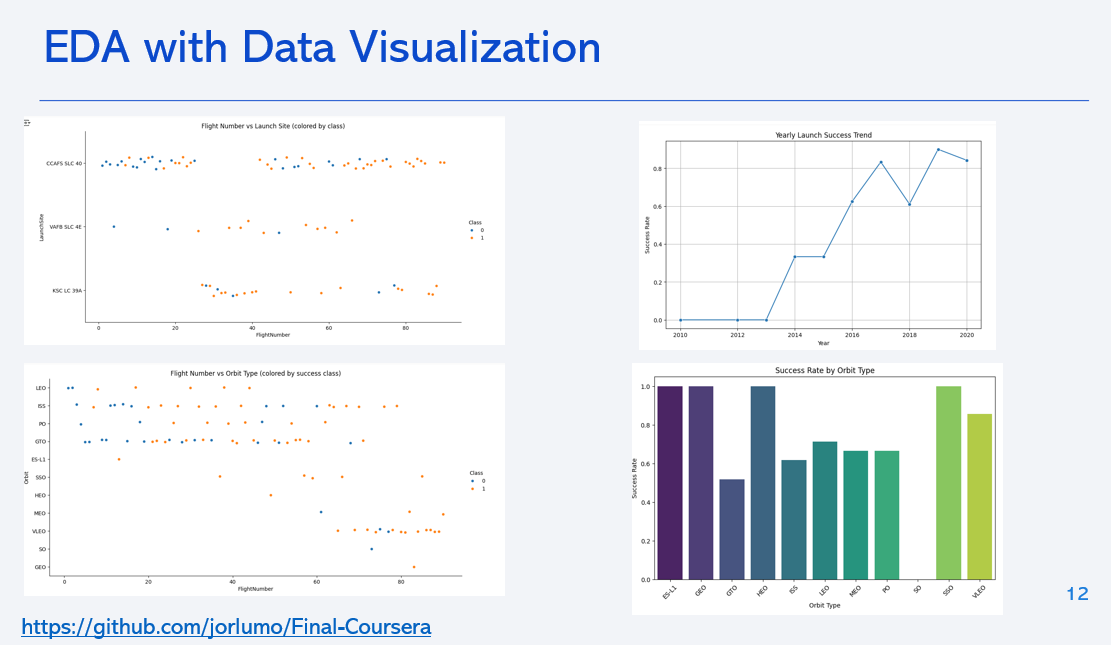 EDA with Data Visualization
Flight Number vs Launch Site (colored by class)
CCAFS SLC 40
VAFB SLC 4E
KSC LC 39A
LaunchSite
0 20 40 60 80
FlightNumber
Class
0
1
Yearly Launch Success Trend
0.8
0.6
0.4
0.2
0.0
Success Rate
2010 2012 2014 2016 2018 2020
Year
Flight Number vs Orbit Type (colored by success class)
LEO
ISS
PO
GTO
ES-L1
SSO
HEO
MEO
VLEO
SO
GEO
Orbit
0 20 40 60 80
FlightNumber
Class
0
1
Success Rate by Orbit Type
1.0
0.8
0.6
0.4
0.2
0.0
Success Rate
ES-L1 GEO GTO HEO ISS LEO MEO PO SO SSO VLEO
Orbit Type
12
https://github.com/jorlumo/Final-Coursera